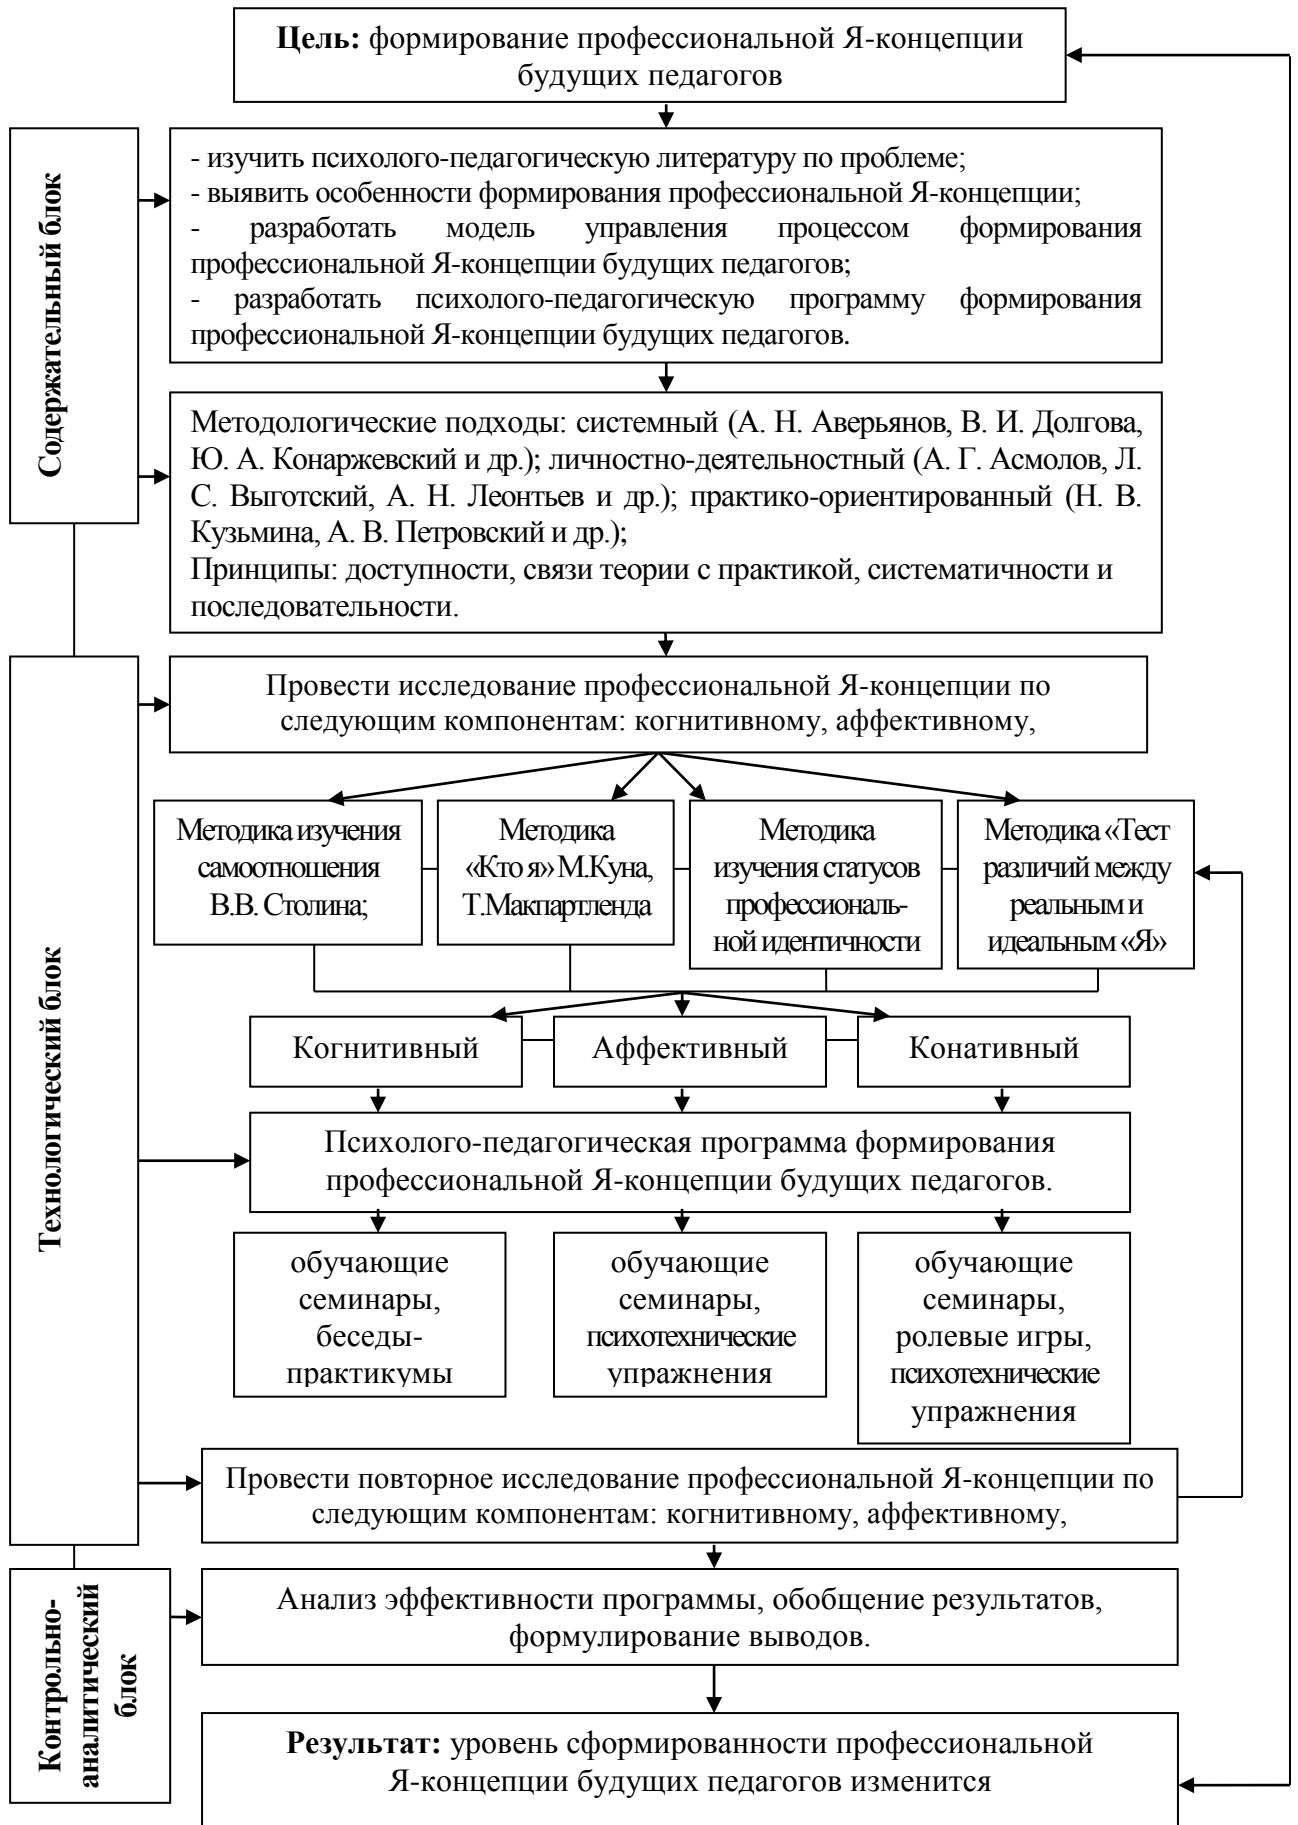 Цель: формирование профессиональной Я-концепции
будущих педагогов
Содержательный блок
- изучить психолого-педагогическую литературу по проблеме;
- выявить особенности формирования профессиональной Я-концепции;
- разработать модель управления процессом формирования
профессиональной Я-концепции будущих педагогов;
- разработать психолого-педагогическую программу формирования
профессиональной Я-концепции будущих педагогов.
Методологические подходы: системный (А. Н. Аверьянов, В. И. Долгова,
Ю. А. Конаржевский и др.); личностно-деятельностный (А. Г. Асмолов, Л.
С. Выготский, А. Н. Леонтьев и др.); практико-ориентированный (Н. В.
Кузьмина, А. В. Петровский и др.);
Принципы: доступности, связи теории с практикой, систематичности и
последовательности.
Технологический блок
Провести исследование профессиональной Я-концепции по
следующим компонентам: когнитивному, аффективному,
Методика изучения
самоотношения
В.В. Столина;
Методика
«Кто я» М.Куна,
Т.Макпартленда
Методика
изучения статусов
профессиональ-
ной идентичности
Методика «Тест
различий между
реальным и
идеальным «Я»
Когнитивный
Аффективный
Конативный
Психолого-педагогическая программа формирования
профессиональной Я-концепции будущих педагогов.
обучающие
семинары,
беседы-
практикумы
обучающие
семинары,
психотехнические
упражнения
обучающие
семинары,
ролевые игры,
психотехнические
упражнения
Провести повторное исследование профессиональной Я-концепции по
следующим компонентам: когнитивному, аффективному,
Контрольно-
аналитический
блок
Анализ эффективности программы, обобщение результатов,
формулирование выводов.
Результат: уровень сформированности профессиональной
Я-концепции будущих педагогов изменится